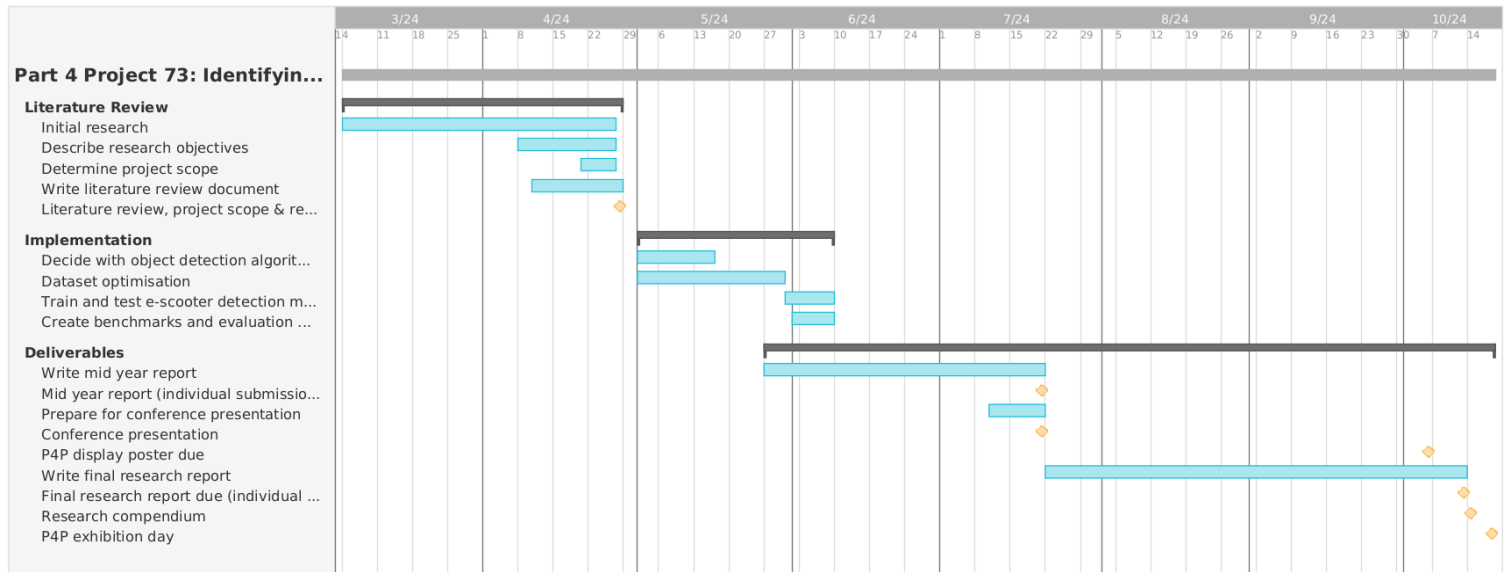 3/24 4/24 5/24 6/24 7/24 8/24 9/24 10/24
14 11 18 25 1 8 15 22 29 6 13 20 27 3 10 17 24 1 8 15 22 29 5 12 19 26 2 9 16 23 30 7 14
Part 4 Project 73: Identifyin...
Literature Review
Initial research
Describe research objectives
Determine project scope
Write literature review document
Literature review, project scope & re...
Implementation
Decide with object detection algorit...
Dataset optimisation
Train and test e-scooter detection m...
Create benchmarks and evaluation ...
Deliverables
Write mid year report
Mid year report (individual submissio...
Prepare for conference presentation
Conference presentation
P4P display poster due
Write final research report
Final research report due (individual ...
Research compendium
P4P exhibition day